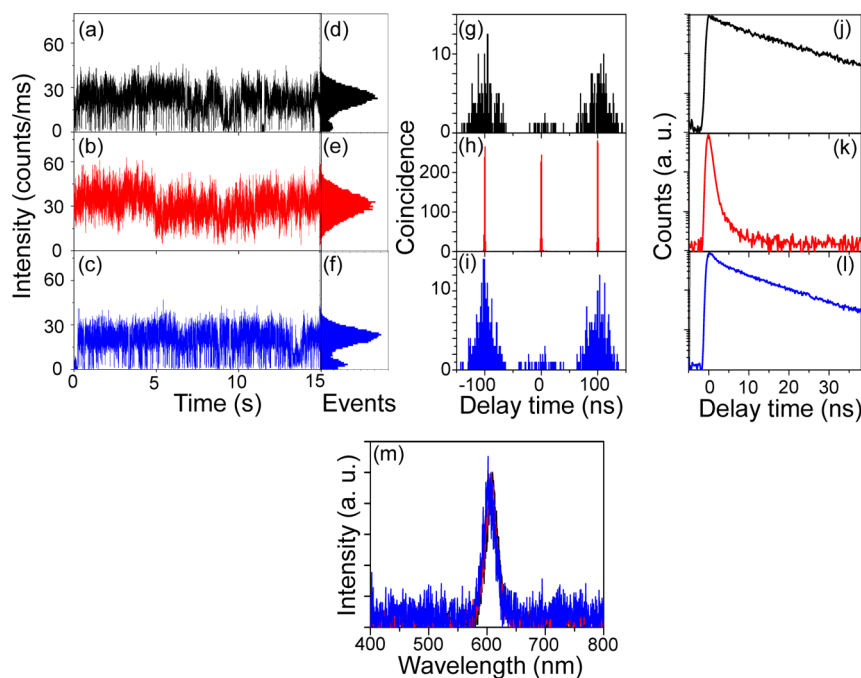 (a)
(d)
60
30
0
(b)
(e)
60
30
0
(c)
(f)
60
30
0
0
5
10
15
Intensity (counts/ms)
Time (s)
Events
(g)
10
0
(h)
200
100
0
(i)
10
0
-100
0
100
Coincidence
Delay time (ns)
(j)
(k)
(l)
0
10
20
30
Counts (a. u.)
Delay time (ns)
(m)
400
500
600
700
800
Intensity (a. u.)
Wavelength (nm)